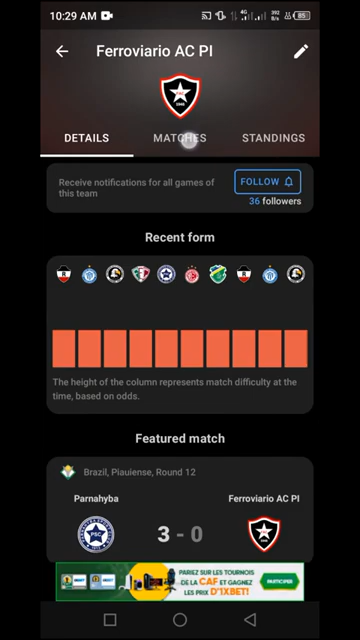 10:29 AM
4G
392 B/s
85
Ferroviario AC PI
DETAILS
MATCHES
STANDINGS
Receive notifications for all games of
this team
FOLLOW
36 followers
Recent form
The height of the column represents match difficulty at the
time, based on odds.
Featured match
Brazil, Piauiense, Round 12
Parnahyba
Ferroviario AC PI
3 - 0
PARIEZ SUR LES TOURNOIS
DE LA CAF ET GAGNEZ
LES PRIX D'1XBET!
PARTICIPER